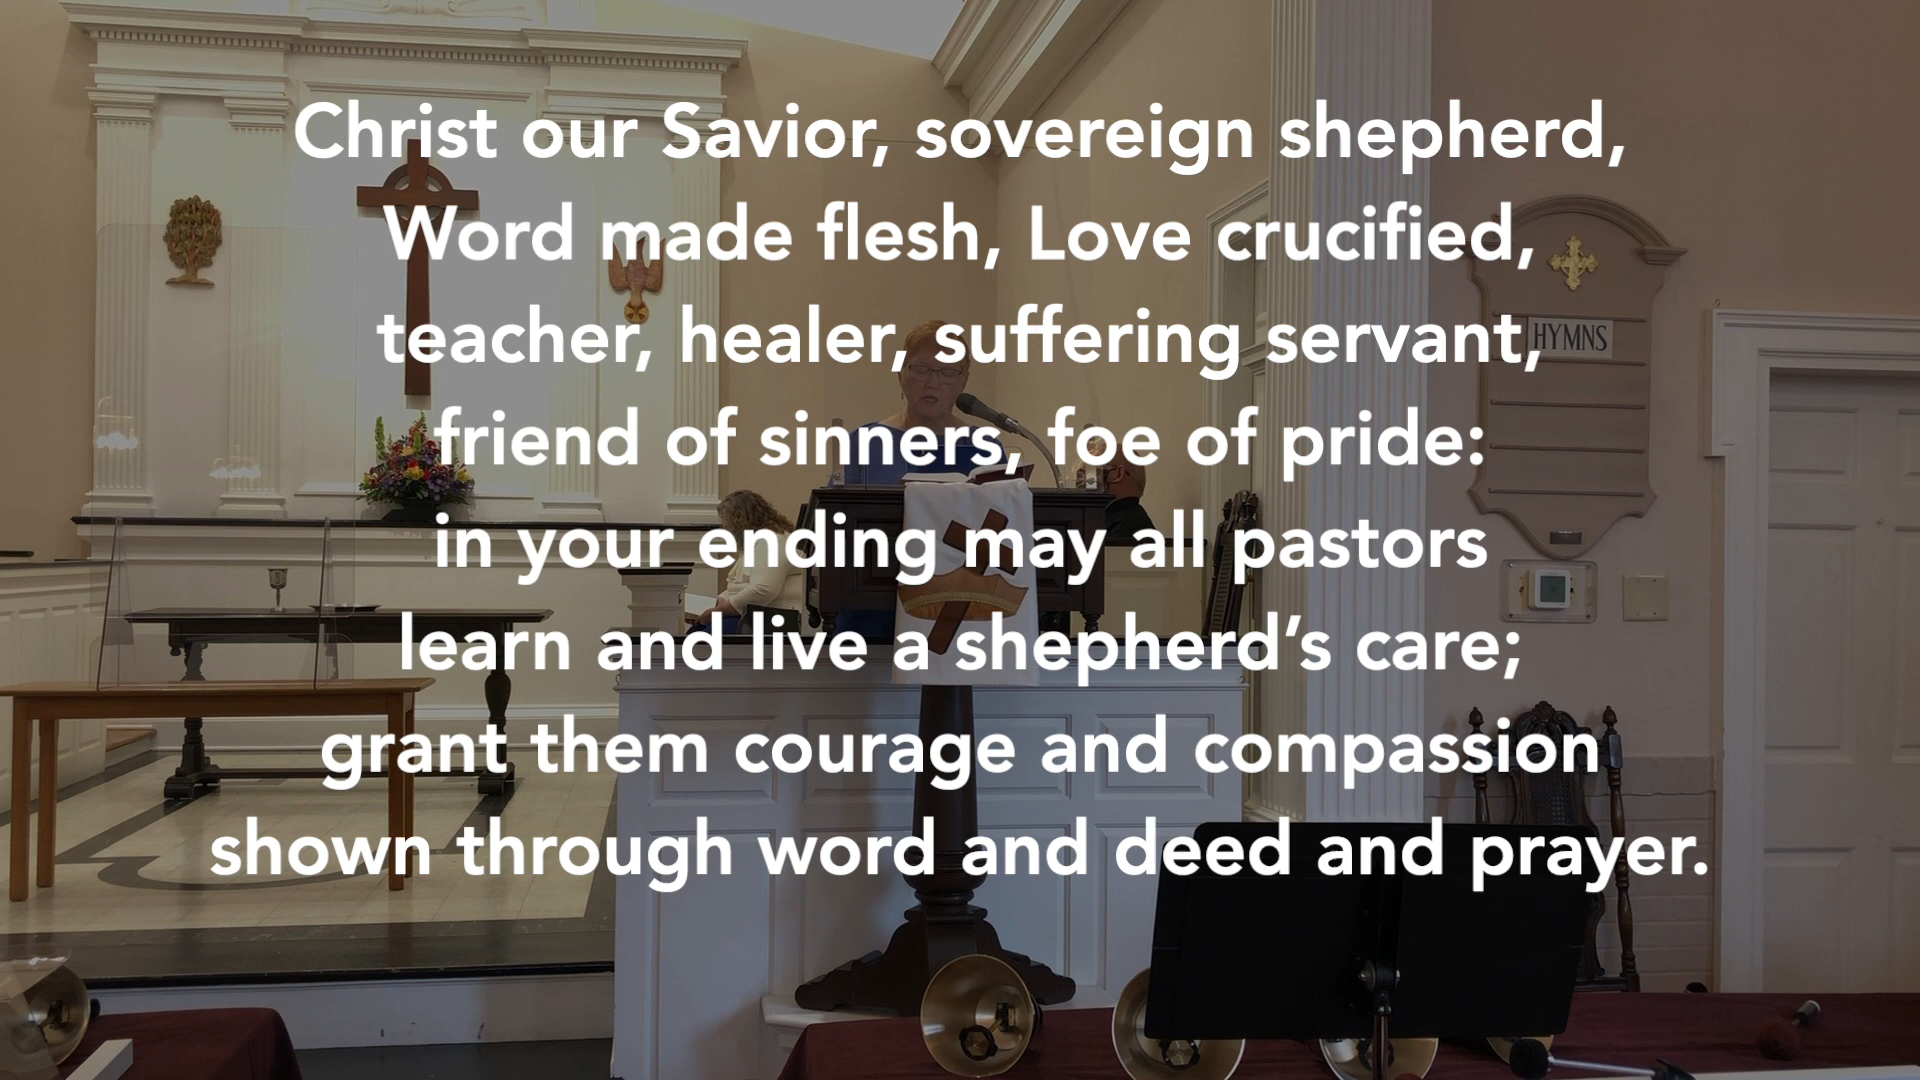 Christ our Savior, sovereign shepherd,
Word made flesh, Love crucified,
teacher, healer, suffering servant,
friend of sinners, foe of pride:
in your ending may all pastors
learn and live a shepherd’s care;
grant them courage and compassion
shown through word and deed and prayer.
HYMNS